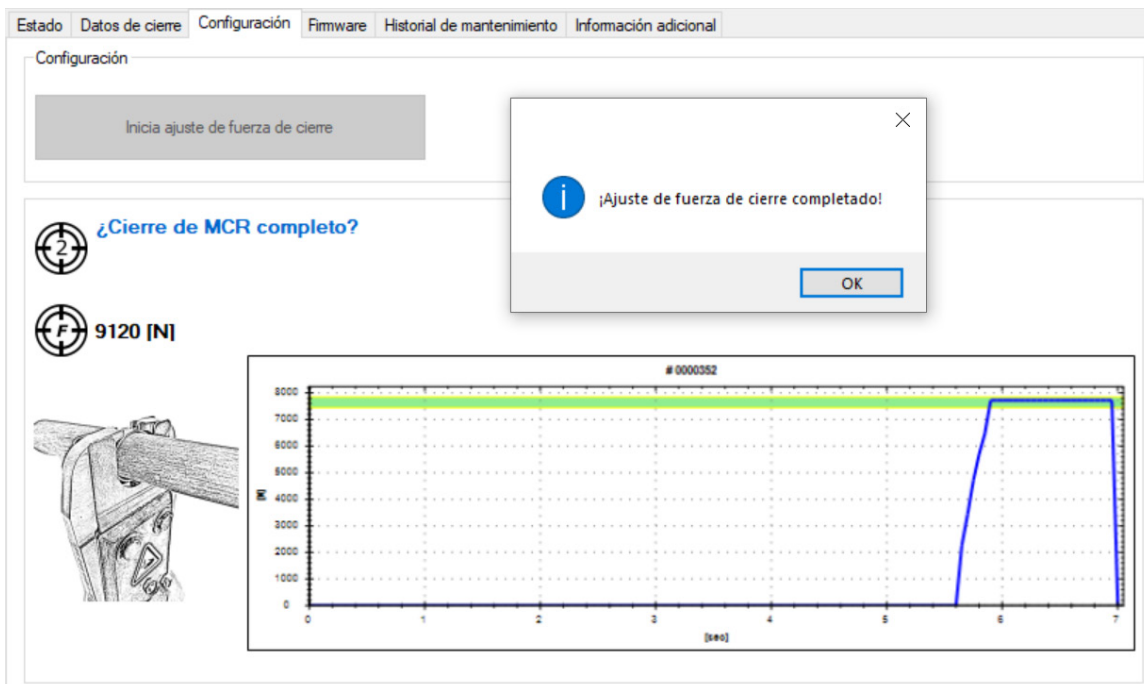 Estado Datos de cierre Configuración Firmware Historial de mantenimiento Información adicional
Configuración
Inicia ajuste de fuerza de cierre
¡Ajuste de fuerza de cierre completado!
OK
2
¿Cierre de MCR completo?
F
9120 [N]
# 0000352
8000
7000
6000
5000
4000
3000
2000
1000
0
[N]
0 1 2 3 4 5 6 7
[sec]